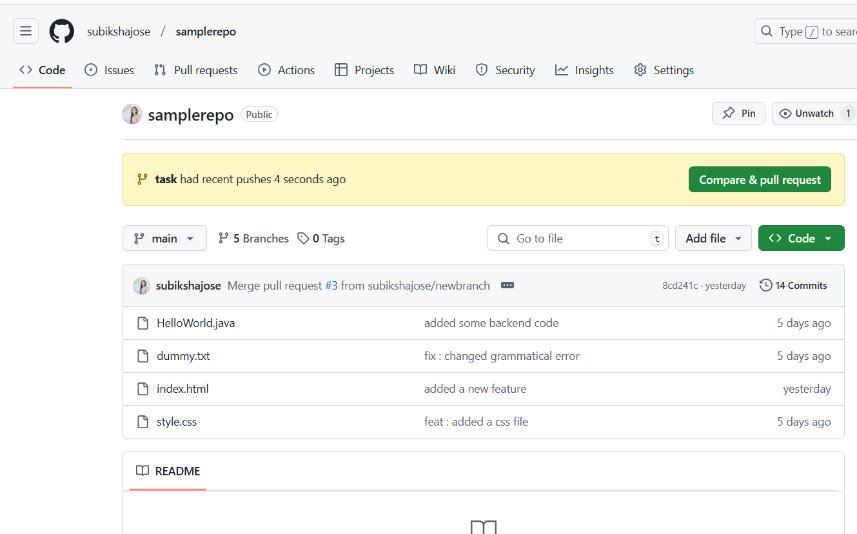 subikshajose / samplerepo Type / to sear
Code Issues Pull requests Actions Projects Wiki Security Insights Settings
samplerepo Public Pin Unwatch 1
task had recent pushes 4 seconds ago Compare & pull request
main 5 Branches 0 Tags Go to file t Add file Code
subikshajose Merge pull request #3 from subikshajose/newbranch 8cd241c · yesterday 14 Commits
HelloWorld.java added some backend code 5 days ago
dummy.txt fix : changed grammatical error 5 days ago
index.html added a new feature yesterday
style.css feat : added a css file 5 days ago
README